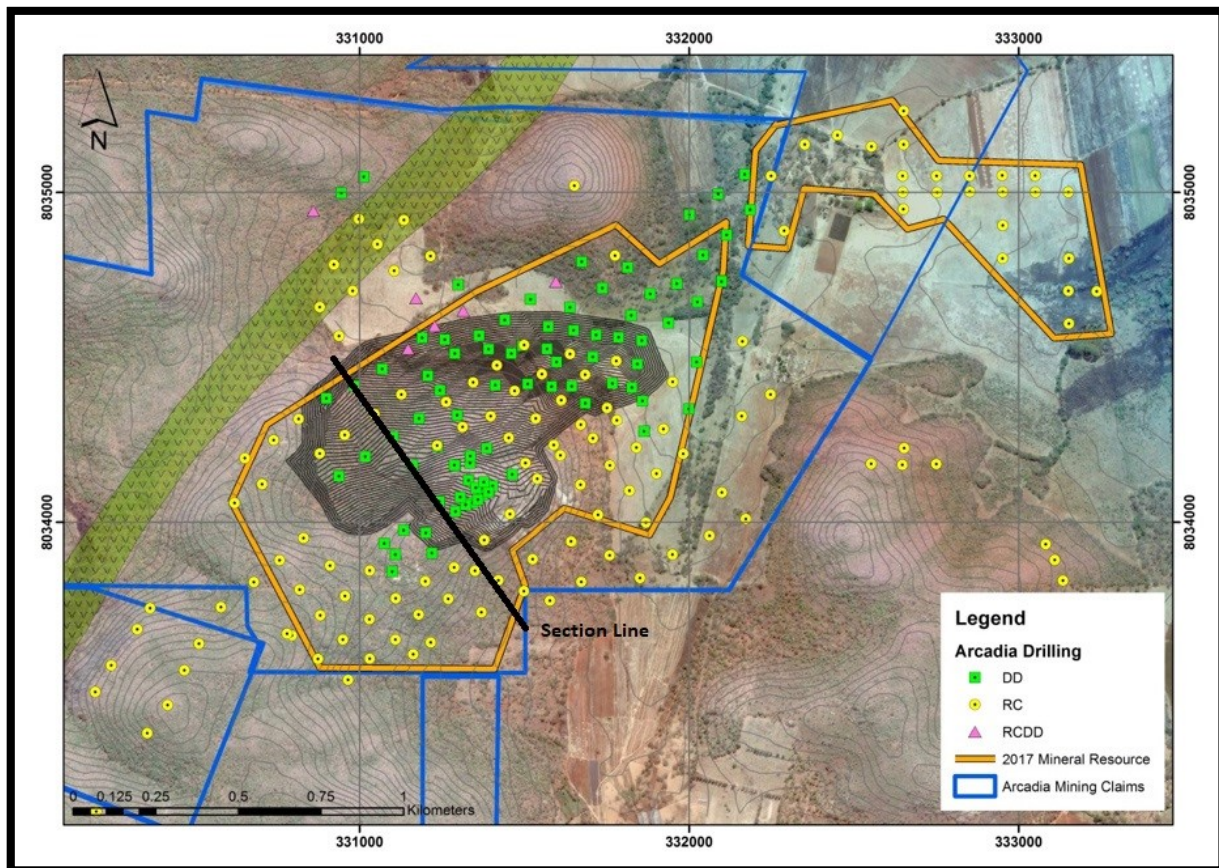 331000 332000 333000
N
8035000 8035000
8034000 8034000
Section Line
Legend
Arcadia Drilling
DD
RC
RCDD
2017 Mineral Resource
Arcadia Mining Claims
0 0.125 0.25 0.5 0.75 1
Kilometers
331000 332000 333000